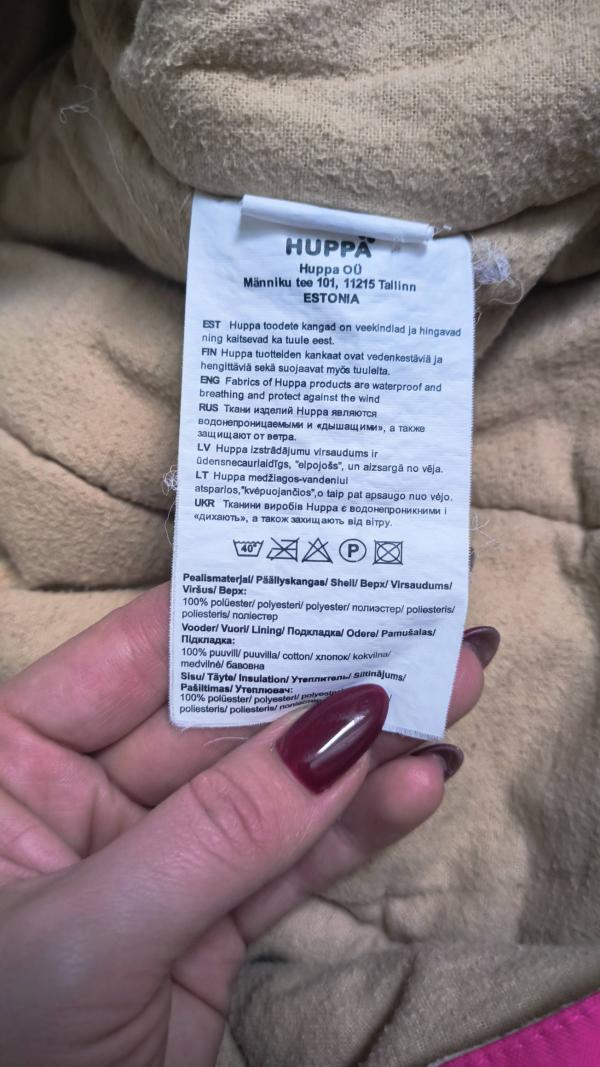 HUPPA
Huppa OÜ
Männiku tee 101, 11215 Tallinn
ESTONIA
EST Huppa toodete kangad on veekindlad ja hingavad
ning kaitsevad ka tuule eest.
FIN Huppa tuotteiden kankaat ovat vedenkestäviä ja
hengittäviä sekä suojaavat myös tuulelta.
ENG Fabrics of Huppa products are waterproof and
breathing and protect against the wind
RUS Ткани изделий Huppa являются
водонепроницаемыми и «дышащими», а также
защищают от ветра.
LV Huppa izstrādājumu virsaudums ir
ūdensnecaurlaidīgs, "elpojošs", un aizsargā no vēja.
LT Huppa medžiagos-vandeniui
atsparios,"kvėpuojančios",o taip pat apsaugo nuo vėjo.
UKR Тканини виробів Huppa є водонепроникними і
«дихають», а також захищають від вітру.
40° P
Pealismaterjal/ Päällyskangas/ Shell/ Верх/ Virsaudums/
Viršus/ Верх:
100% polüester/ polyesteri/ polyester/ полиэстер/ poliesteris/
poliesteris/ поліестер
Vooder/ Vuori/ Lining/ Подкладка/ Odere/ Pamušalas/
Підкладка:
100% puuvill/ puuvilla/ cotton/ хлопок/ kokvilna/
medvilnė/ бавовна
Sisu/ Täyte/ Insulation/ Утеплитель/ Siltinājums/
Pašiltimas/ Утеплювач:
100% polüester/ polyesteri/
poliesteris/ poliesteris/